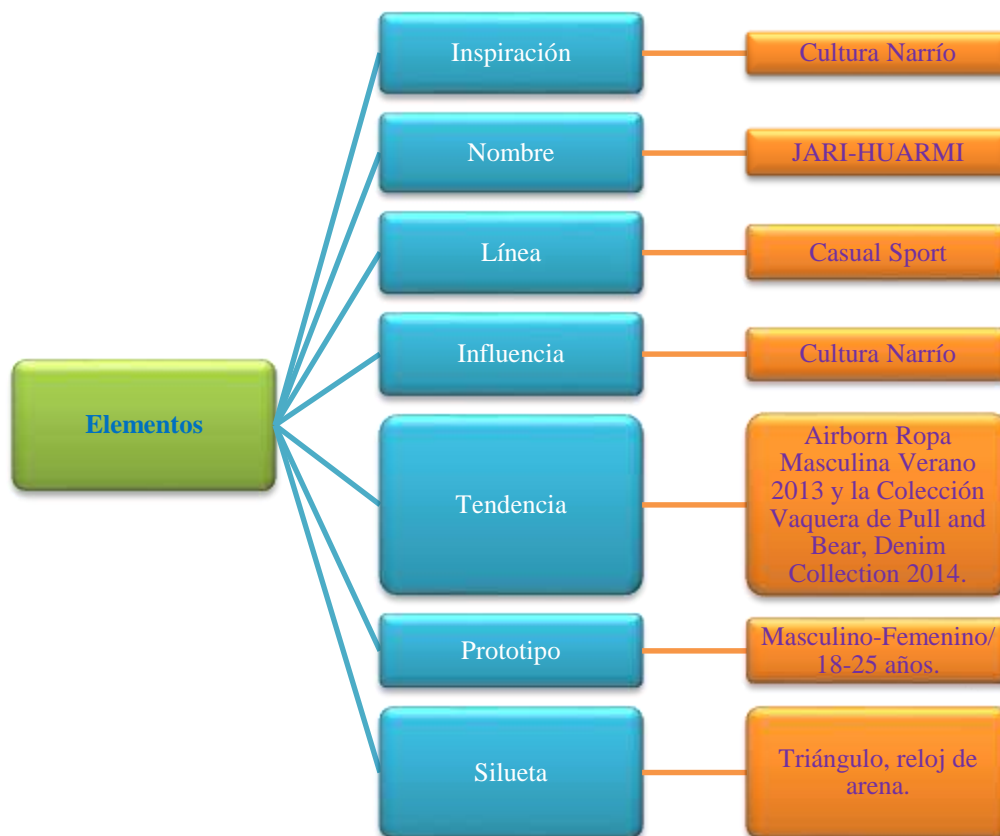 Elementos
Inspiración
Cultura Narrío
Nombre
JARI-HUARMI
Línea
Casual Sport
Influencia
Cultura Narrío
Tendencia
Airborn Ropa
Masculina Verano
2013 y la Colección
Vaquera de Pull and
Bear, Denim
Collection 2014.
Prototipo
Masculino-Femenino/
18-25 años.
Silueta
Triángulo, reloj de
arena.